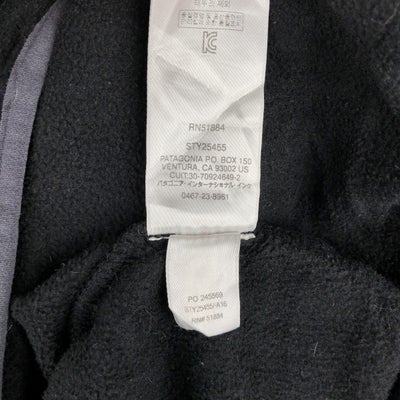 KC
RN51884
STY25455
PATAGONIA P.O. BOX 150
VENTURA, CA 93002 US
CUIT:30-70924649-2
パタゴニア・インターナショナル・インク
0467-23-8961
PO 245569
STY25455-A16
RN# 51884